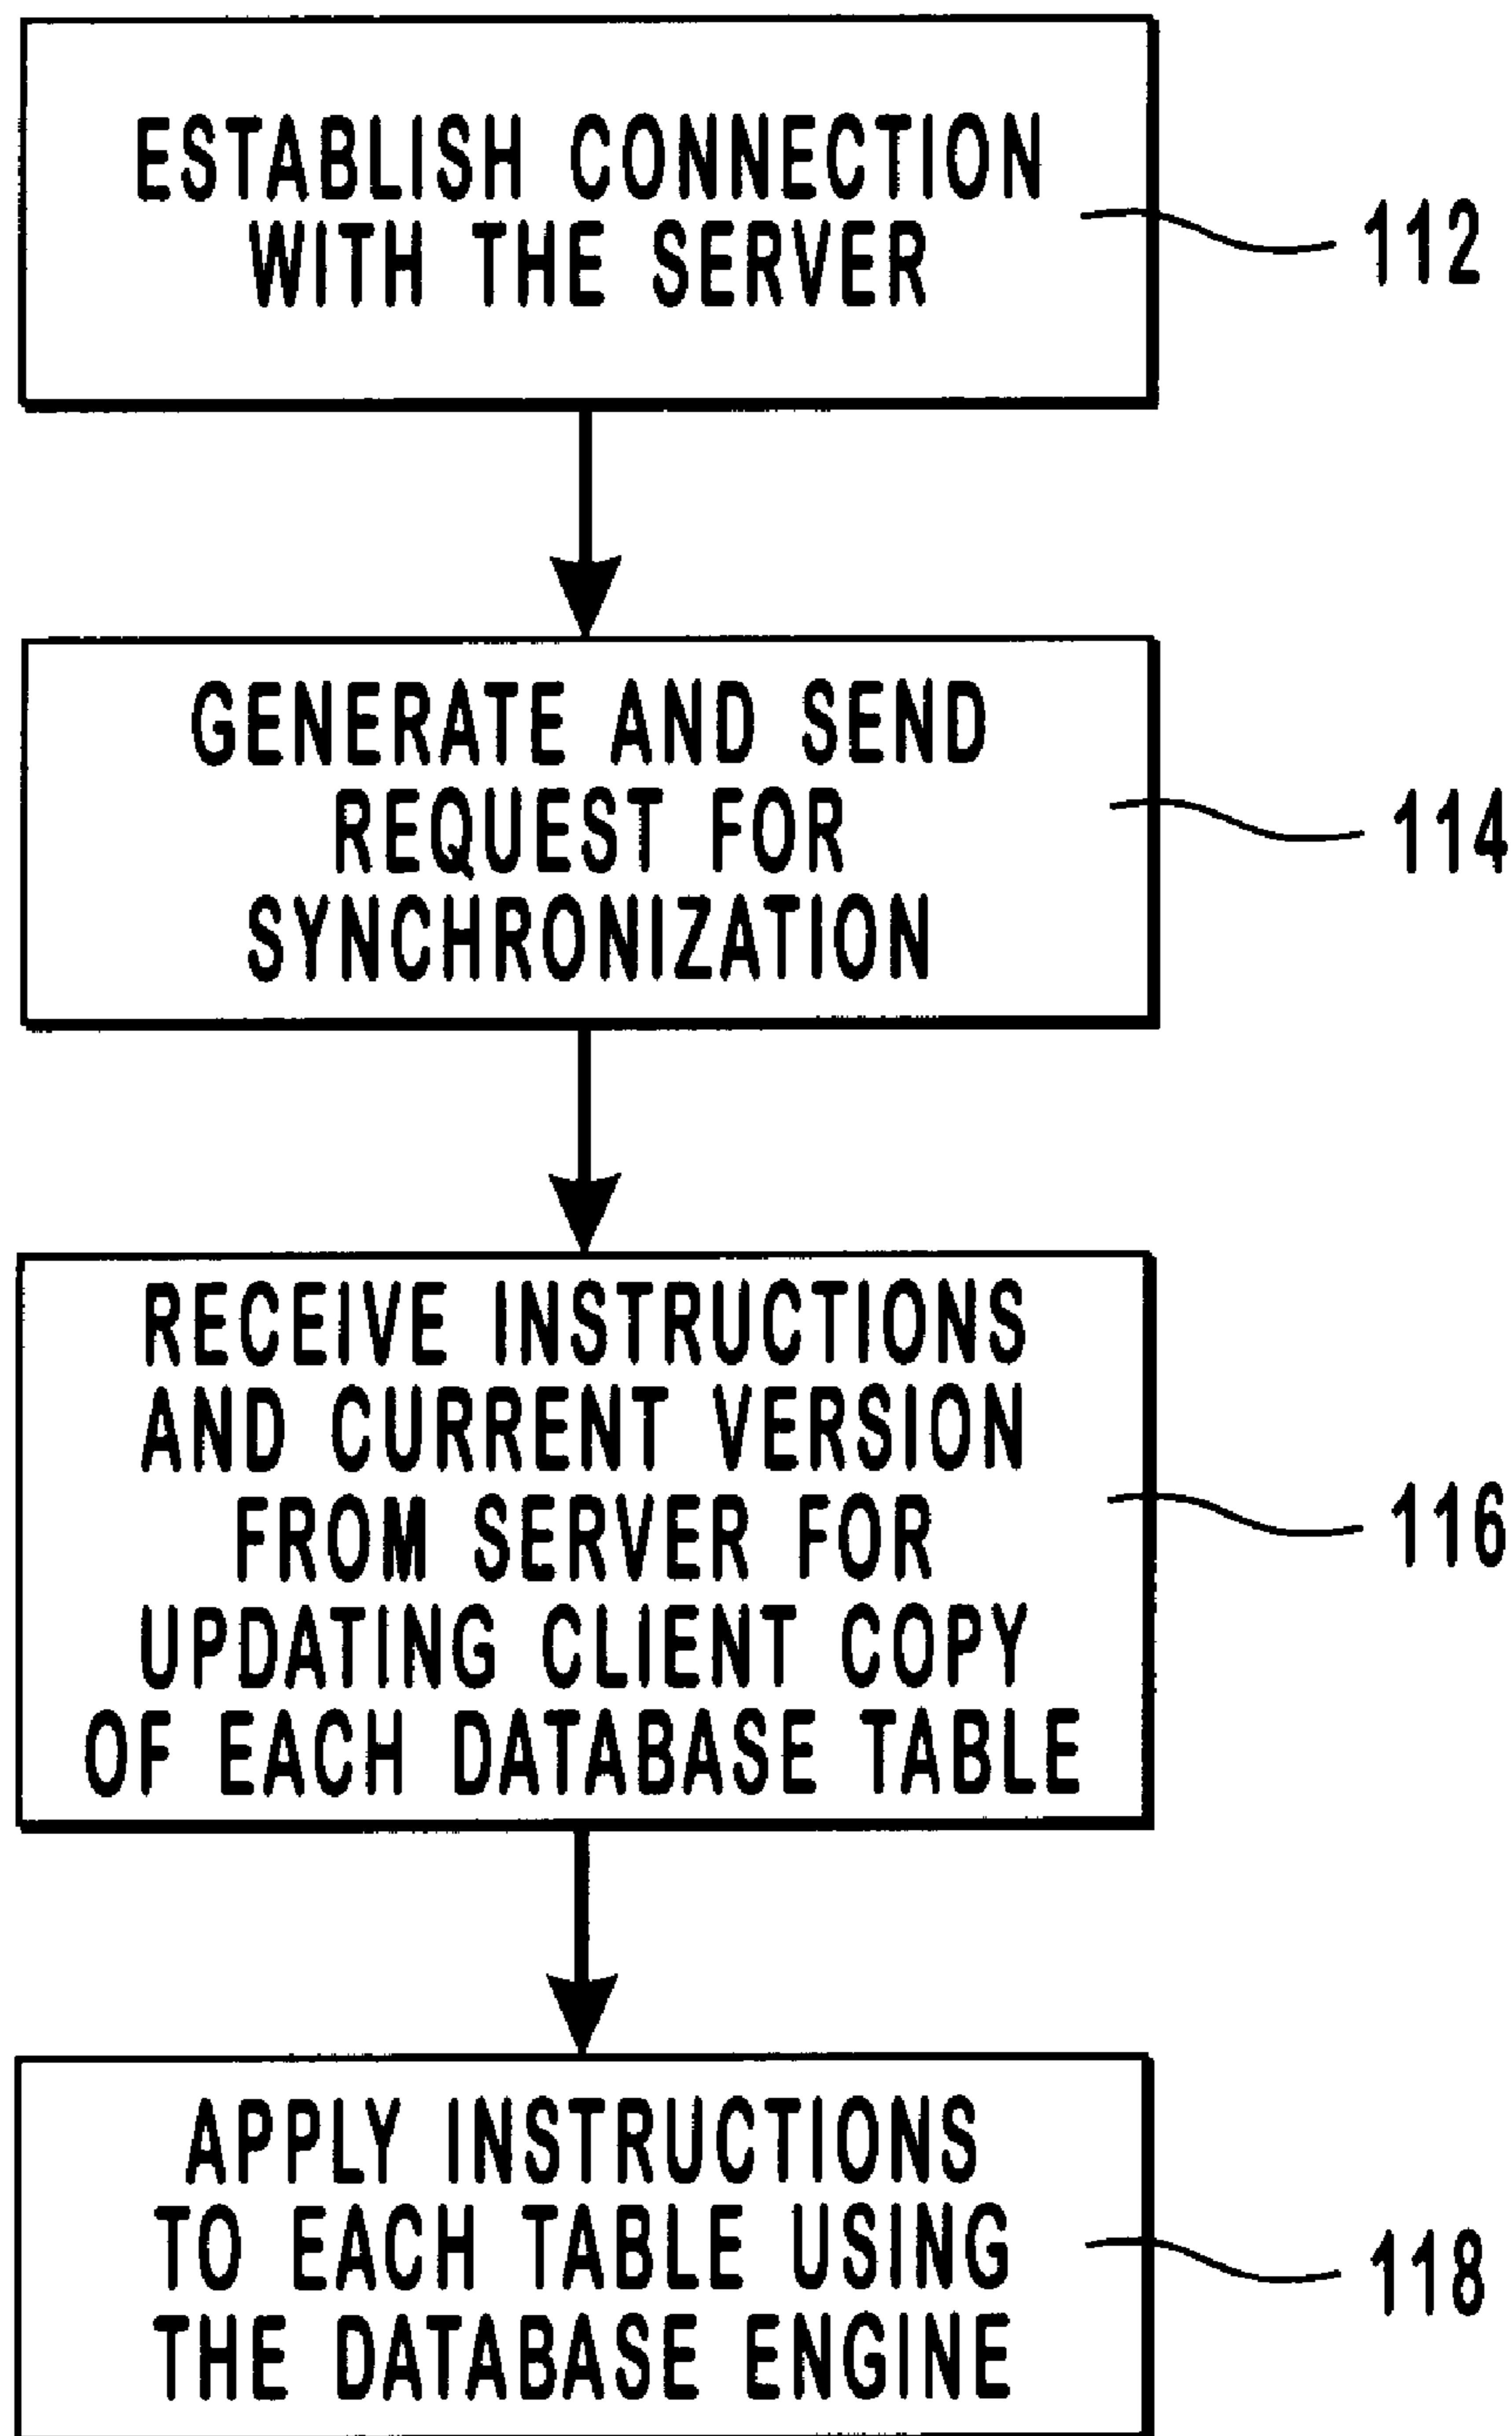 ESTABLISH CONNECTION
WITH THE SERVER
112
GENERATE AND SEND
REQUEST FOR
SYNCHRONIZATION
114
RECEIVE INSTRUCTIONS
AND CURRENT VERSION
FROM SERVER FOR
UPDATING CLIENT COPY
OF EACH DATABASE TABLE
116
APPLY INSTRUCTIONS
TO EACH TABLE USING
THE DATABASE ENGINE
118